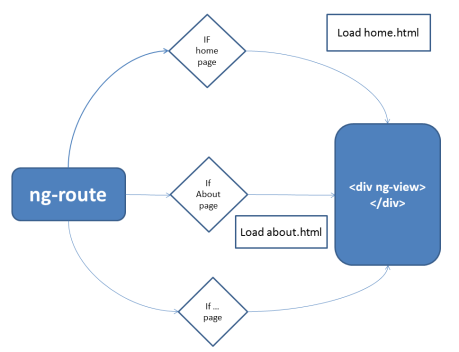 IF
home
page
Load home.html
ng-route
If
About
page
<div ng-view>
</div>
Load about.html
If ...
page